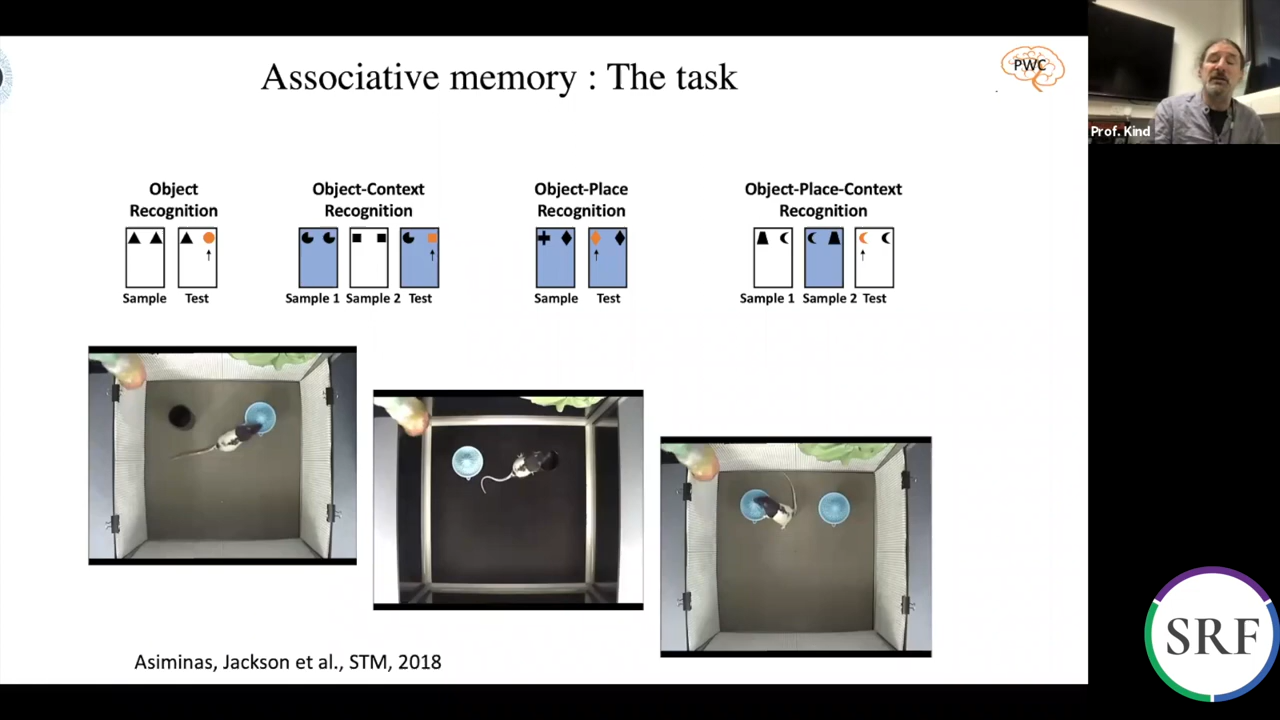 Associative memory : The task
PWC
Prof. Kind
Object
Recognition
Sample
Test
Object-Context
Recognition
Sample 1
Sample 2
Test
Object-Place
Recognition
Sample
Test
Object-Place-Context
Recognition
Sample 1
Sample 2
Test
Asiminas, Jackson et al., STM, 2018
SRF